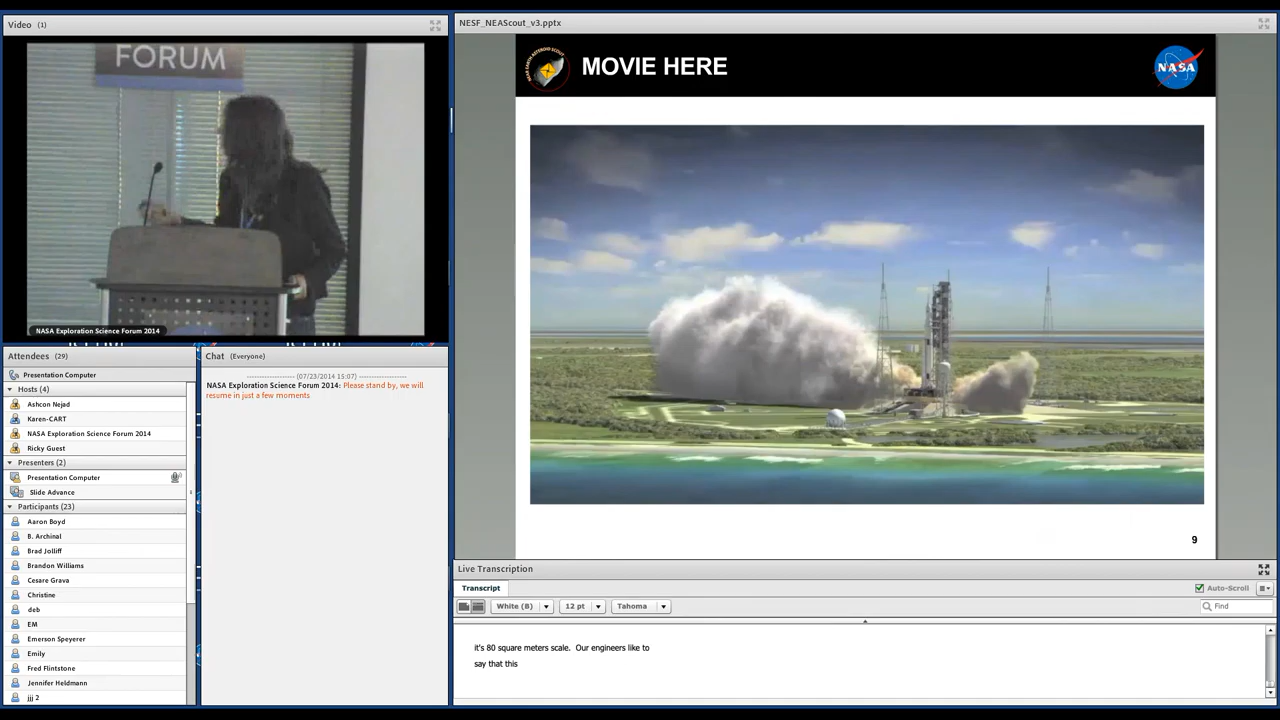 Video (1)
FORUM
NASA Exploration Science Forum 2014
Attendees (29)
Presentation Computer
Hosts (4)
Ashcon Nejad
Karen-CART
NASA Exploration Science Forum 2014
Ricky Guest
Presenters (2)
Presentation Computer
Slide Advance
Participants (23)
Aaron Boyd
B. Archinal
Brad Jolliff
Brandon Williams
Cesare Grava
Christine
deb
EM
Emerson Speyerer
Emily
Fred Flintstone
Jennifer Heldmann
jjj 2
Chat (Everyone)
------------------- (07/23/2014 15:07) -------------------
NASA Exploration Science Forum 2014: Please stand by, we will
resume in just a few moments
NESF_NEAScout_v3.pptx
MOVIE HERE
NASA
9
Live Transcription
Transcript
Auto-Scroll
White (B)
12 pt
Tahoma
Find
it's 80 square meters scale.  Our engineers like to
say that this